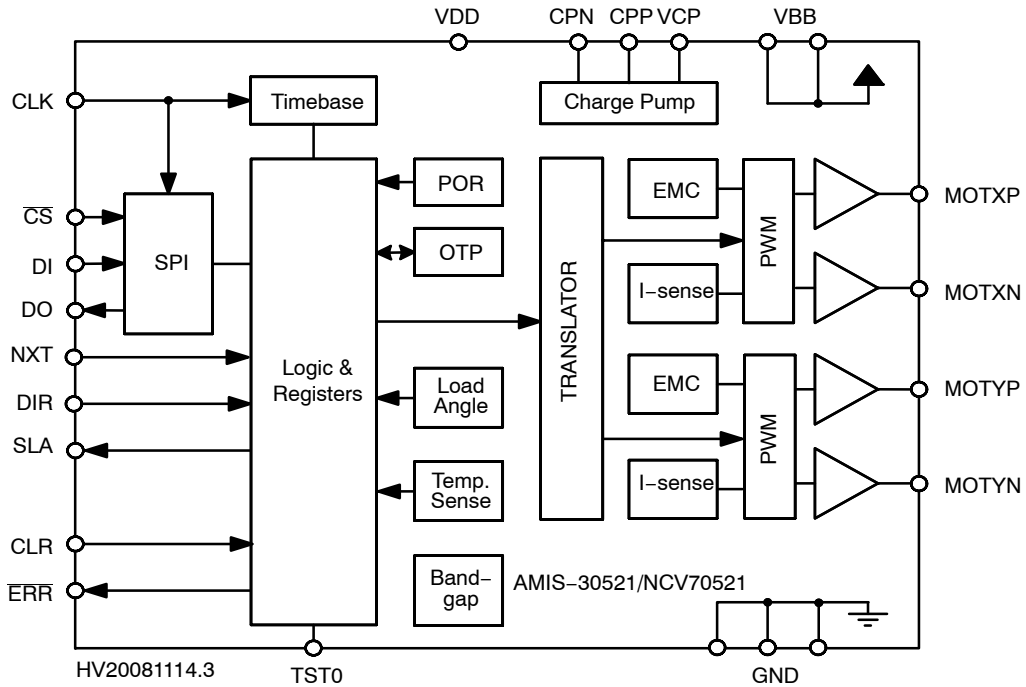 VDD CPN CPP VCP VBB
CLK
Timebase
Charge Pump
CS
DI
DO
NXT
DIR
SLA
CLR
ERR
SPI
Logic &
Registers
POR
OTP
Load
Angle
Temp.
Sense
Band−
gap
TRANSLATOR
EMC
I−sense
PWM
EMC
I−sense
PWM
MOTXP
MOTXN
MOTYP
MOTYN
AMIS−30521/NCV70521
HV20081114.3
TST0
GND